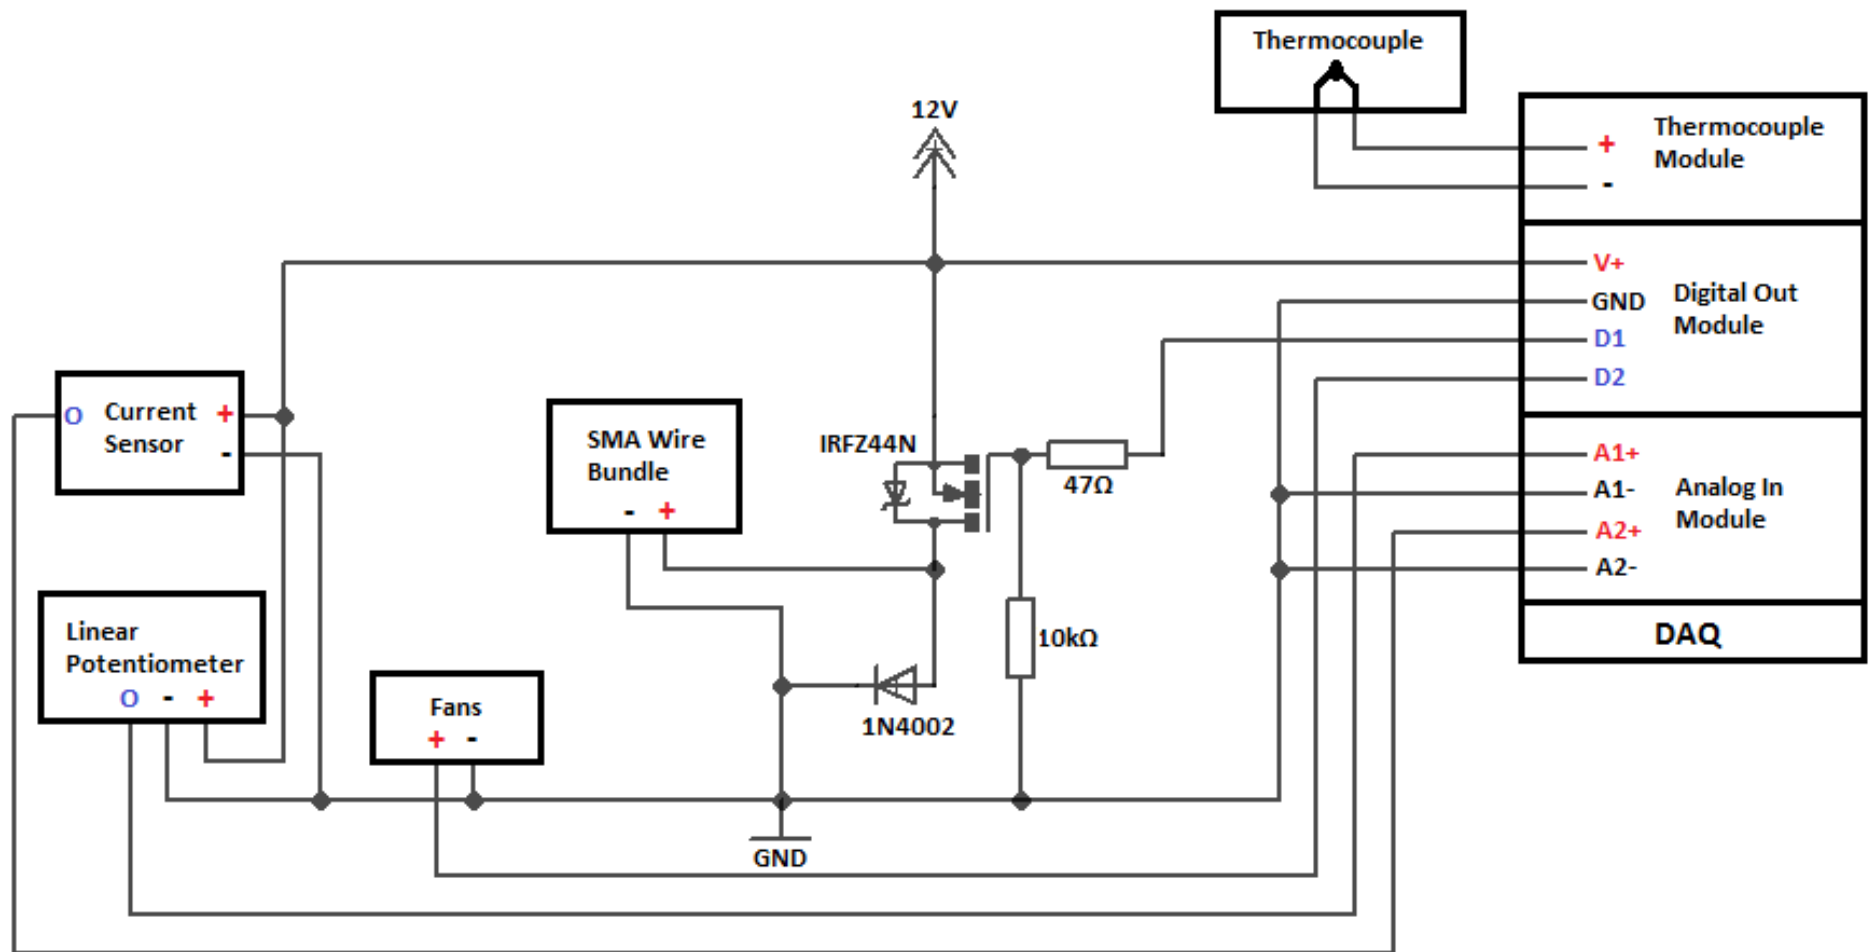 Thermocouple
12V
+
-
Thermocouple
Module
V+
GND
D1
D2
Digital Out
Module
O
Current
Sensor
+
-
SMA Wire
Bundle
- +
IRFZ44N
47Ω
A1+
A1-
A2+
A2-
Analog In
Module
Linear
Potentiometer
O - +
10kΩ
DAQ
Fans
+ -
1N4002
GND